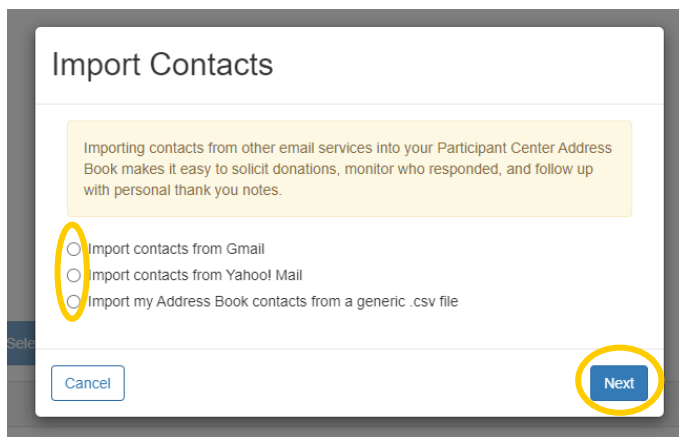 Import Contacts
Importing contacts from other email services into your Participant Center Address
Book makes it easy to solicit donations, monitor who responded, and follow up
with personal thank you notes.
Import contacts from Gmail
Import contacts from Yahoo! Mail
Import my Address Book contacts from a generic .csv file
Sele
Cancel
Next